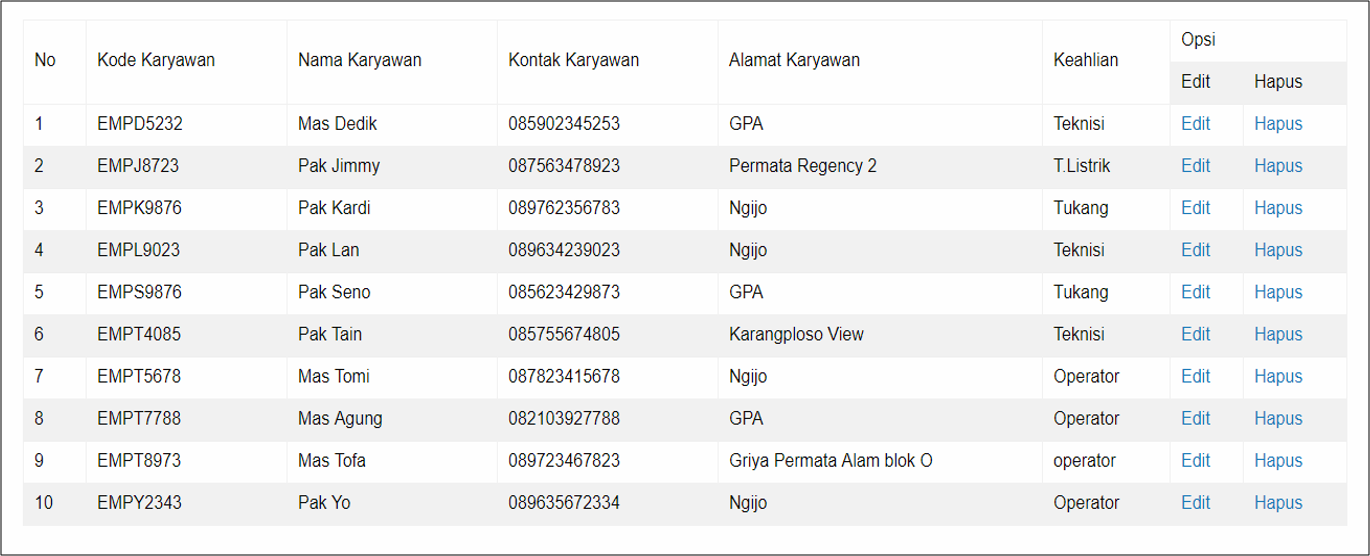 No Kode Karyawan Nama Karyawan Kontak Karyawan Alamat Karyawan Keahlian Opsi
Edit Hapus
1 EMPD5232 Mas Dedik 085902345253 GPA Teknisi Edit Hapus
2 EMPJ8723 Pak Jimmy 087563478923 Permata Regency 2 T.Listrik Edit Hapus
3 EMPK9876 Pak Kardi 089762356783 Ngijo Tukang Edit Hapus
4 EMPL9023 Pak Lan 089634239023 Ngijo Teknisi Edit Hapus
5 EMPS9876 Pak Seno 085623429873 GPA Tukang Edit Hapus
6 EMPT4085 Pak Tain 085755674805 Karangploso View Teknisi Edit Hapus
7 EMPT5678 Mas Tomi 087823415678 Ngijo Operator Edit Hapus
8 EMPT7788 Mas Agung 082103927788 GPA Operator Edit Hapus
9 EMPT8973 Mas Tofa 089723467823 Griya Permata Alam blok O operator Edit Hapus
10 EMPY2343 Pak Yo 089635672334 Ngijo Operator Edit Hapus